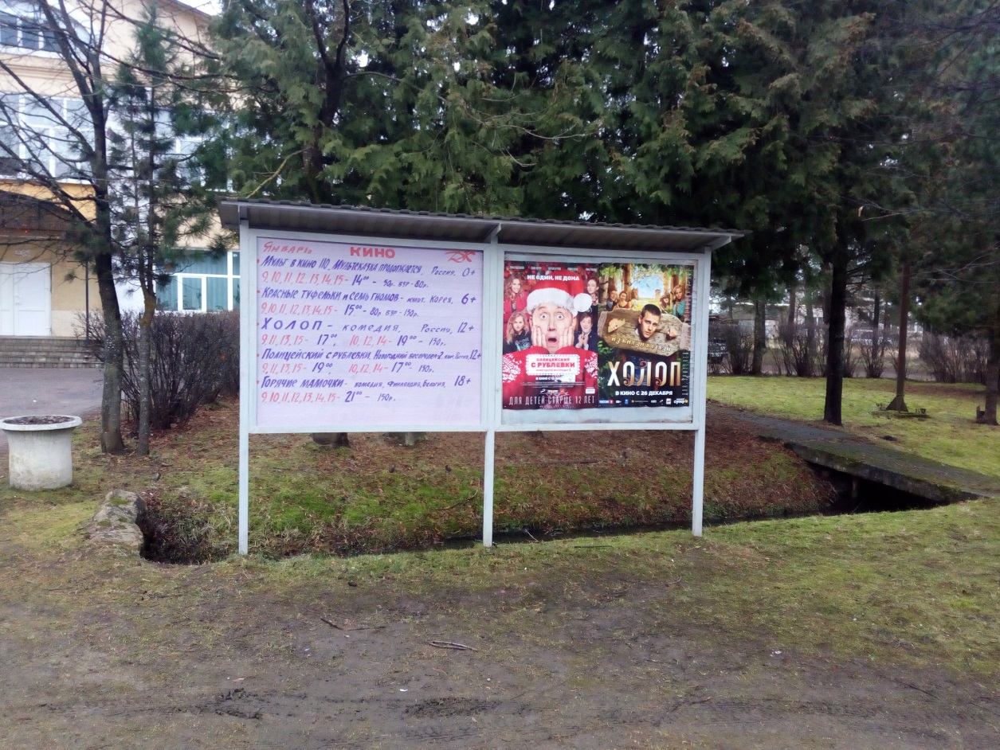 Январь КИНО
Мульт в кино 110. Мультсказка продолжается, Россия, 0+
9,10,11,12,13,14,15 - 14⁰⁰ - 50р. взр - 80р.
Красные туфельки и семь гномов - мульт. Корея, 6+
9,10,11,12,13,14,15 - 15⁰⁰ - 80р, взр - 150р.
ХОЛОП - комедия, Россия, 12+
9,11,13,15 - 17⁰⁰, 10,12,14 - 19⁰⁰ - 150р.
Полицейский с Рублевки. Новогодний беспредел-2. ком. 12+
9,11,13,15 - 19⁰⁰, 10,12,14 - 17⁰⁰ 150р.
Горячие мамочки - комедия, Финляндия, Бельгия, 18+
9,10,11,12,13,14,15 - 21⁰⁰ - 150р.
НЕ ОДИН, НЕ ДОМА
ПОЛИЦЕЙСКИЙ
С РУБЛЕВКИ
ДЛЯ ДЕТЕЙ СТАРШЕ 12 ЛЕТ
ИЗ КНЯЗИ В ГРЯЗИ
ХОЛОП
В КИНО С 26 ДЕКАБРЯ